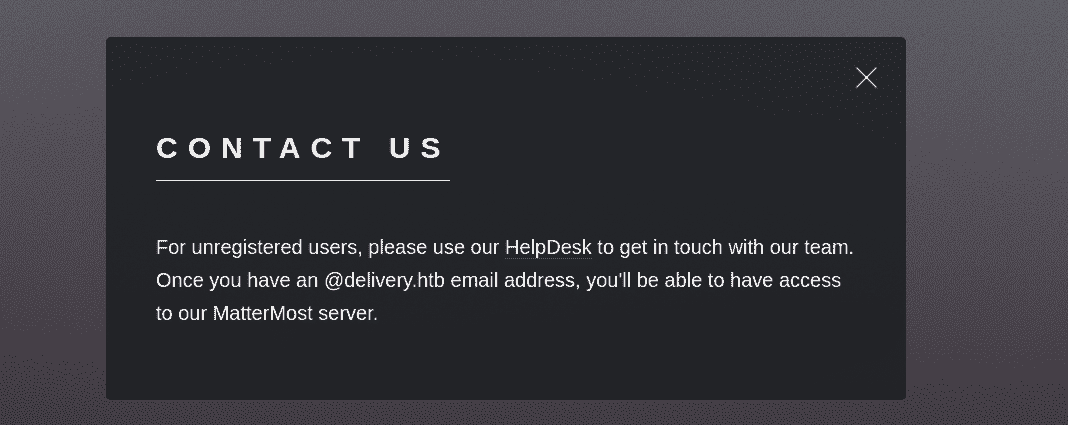 CONTACT US
For unregistered users, please use our HelpDesk to get in touch with our team.
Once you have an @delivery.htb email address, you'll be able to have access
to our MatterMost server.